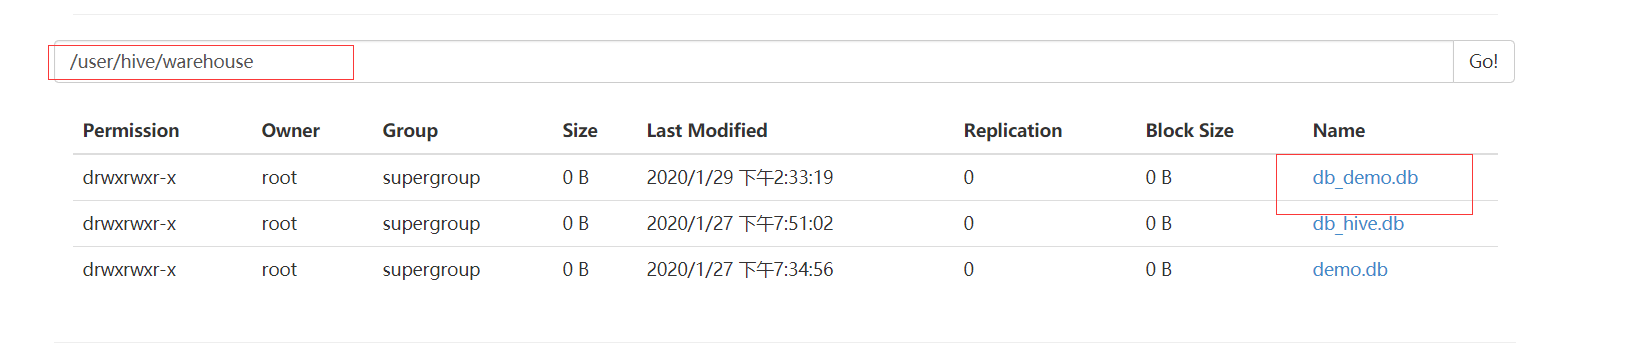 /user/hive/warehouse Go!
Permission Owner Group Size Last Modified Replication Block Size Name
drwxrwxr-x root supergroup 0 B 2020/1/29 下午2:33:19 0 0 B db_demo.db
drwxrwxr-x root supergroup 0 B 2020/1/27 下午7:51:02 0 0 B db_hive.db
drwxrwxr-x root supergroup 0 B 2020/1/27 下午7:34:56 0 0 B demo.db